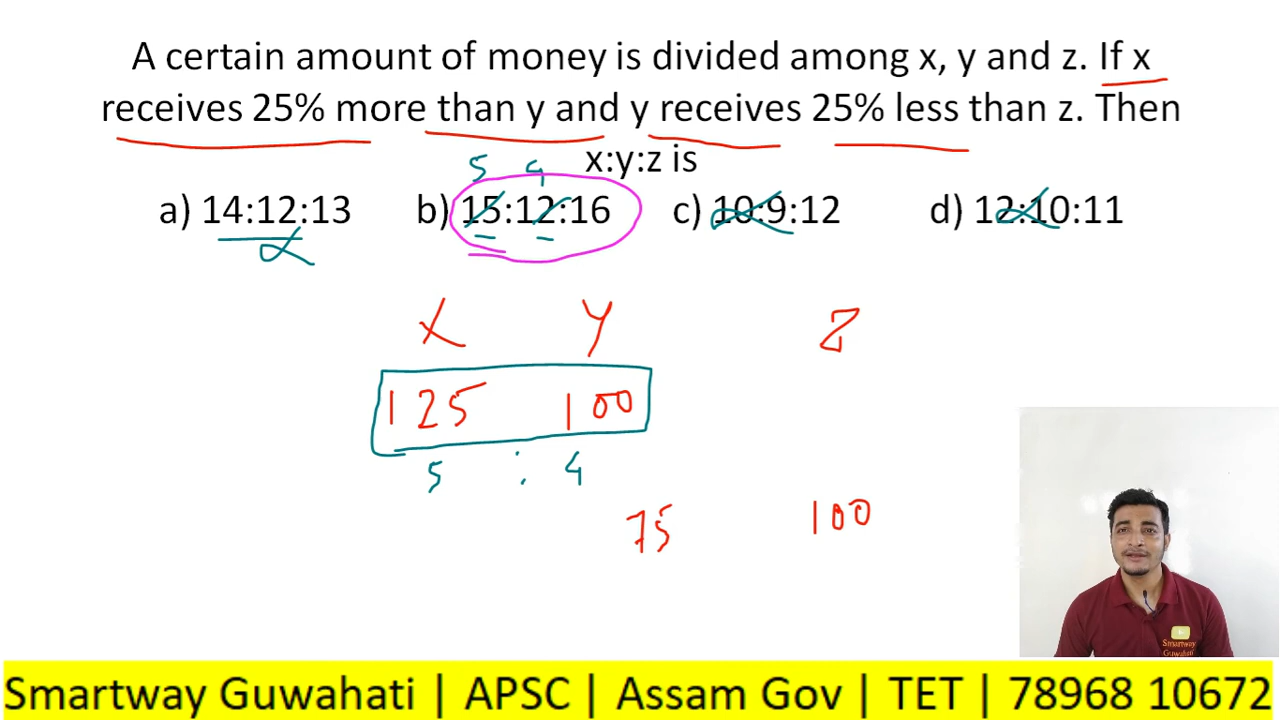 A certain amount of money is divided among x, y and z. If x
receives 25% more than y and y receives 25% less than z. Then
x:y:z is
5 4
a) 14:12:13 b) 15:12:16 c) 10:9:12 d) 12:10:11
X Y Z
125 100
5 : 4
75 100
Smartway
Guwahati
Smartway Guwahati | APSC | Assam Gov | TET | 78968 10672